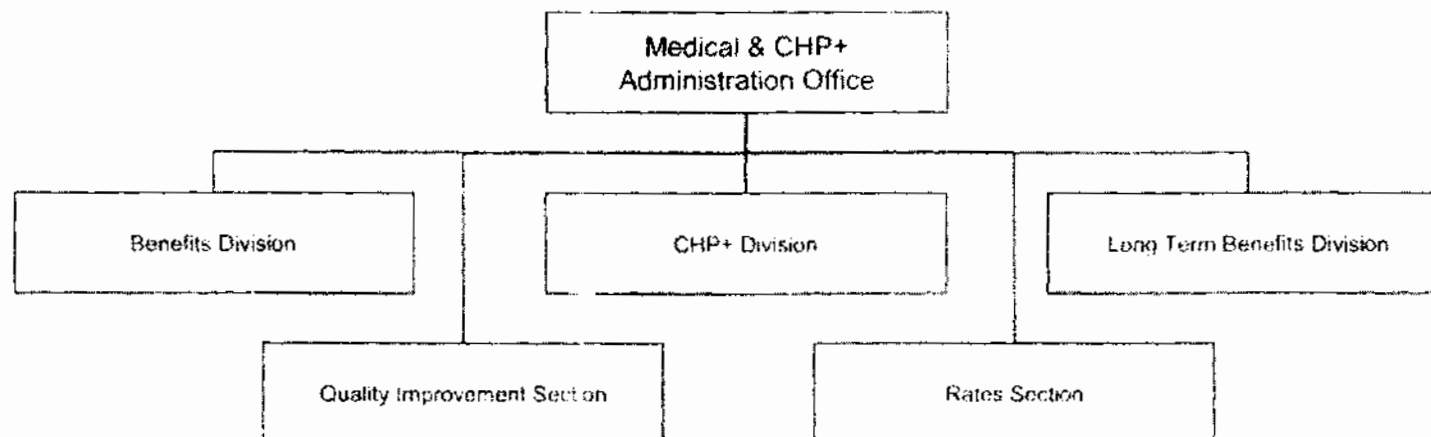 Medical & CHP+
Administration Office
Benefits Division
CHP+ Division
Long Term Benefits Division
Quality Improvement Section
Rates Section